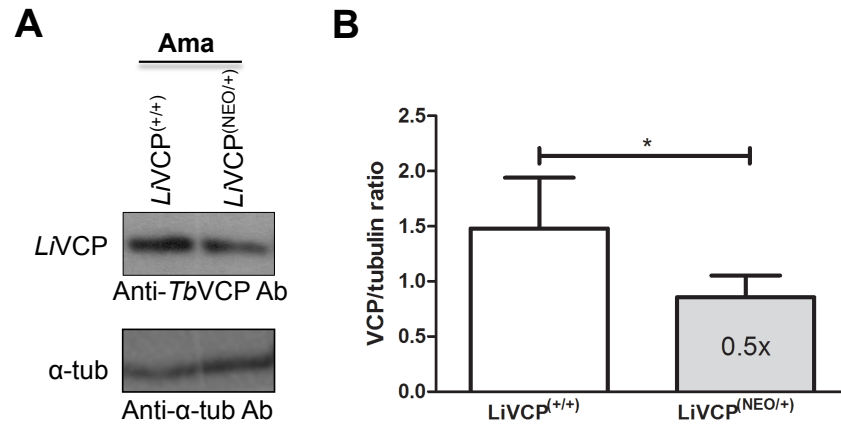 A
Ama
LiVCP(+/+)
LiVCP(NEO/+)
LiVCP
Anti-TbVCP Ab
α-tub
Anti-α-tub Ab
B
VCP/tubulin ratio
2.5
2.0
1.5
1.0
0.5
0.0
*
0.5x
LiVCP(+/+)
LiVCP(NEO/+)